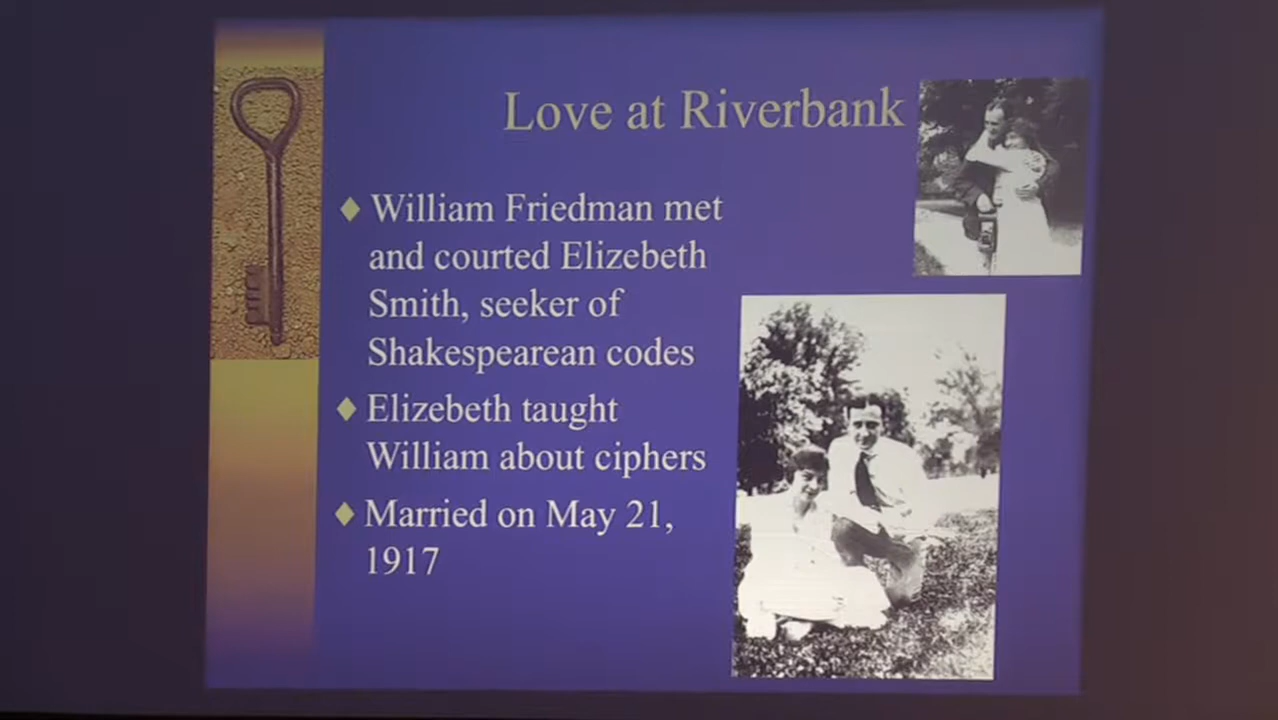 Love at Riverbank
William Friedman met
and courted Elizebeth
Smith, seeker of
Shakespearean codes
Elizebeth taught
William about ciphers
Married on May 21,
1917